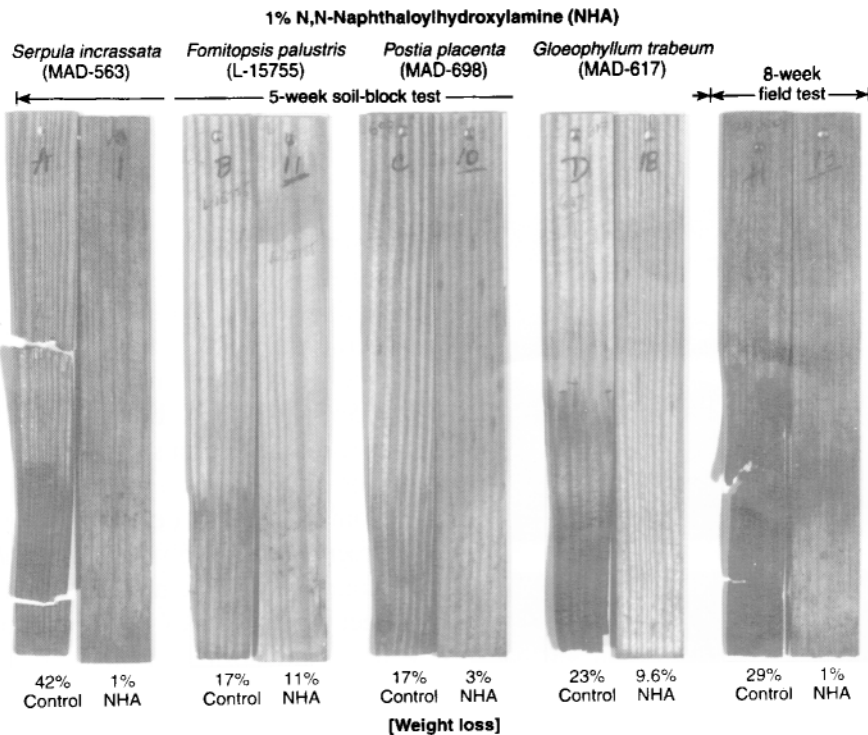 1% N,N-Naphthaloylhydroxylamine (NHA)
Serpula incrassata
(MAD-563)
Fomitopsis palustris
(L-15755)
Postia placenta
(MAD-698)
Gloeophyllum trabeum
(MAD-617)
8-week
field test
5-week soil-block test
A
1
B
11
C
10
D
18
13
42%
Control
1%
NHA
17%
Control
11%
NHA
17%
Control
3%
NHA
23%
Control
9.6%
NHA
29%
Control
1%
NHA
[Weight loss]